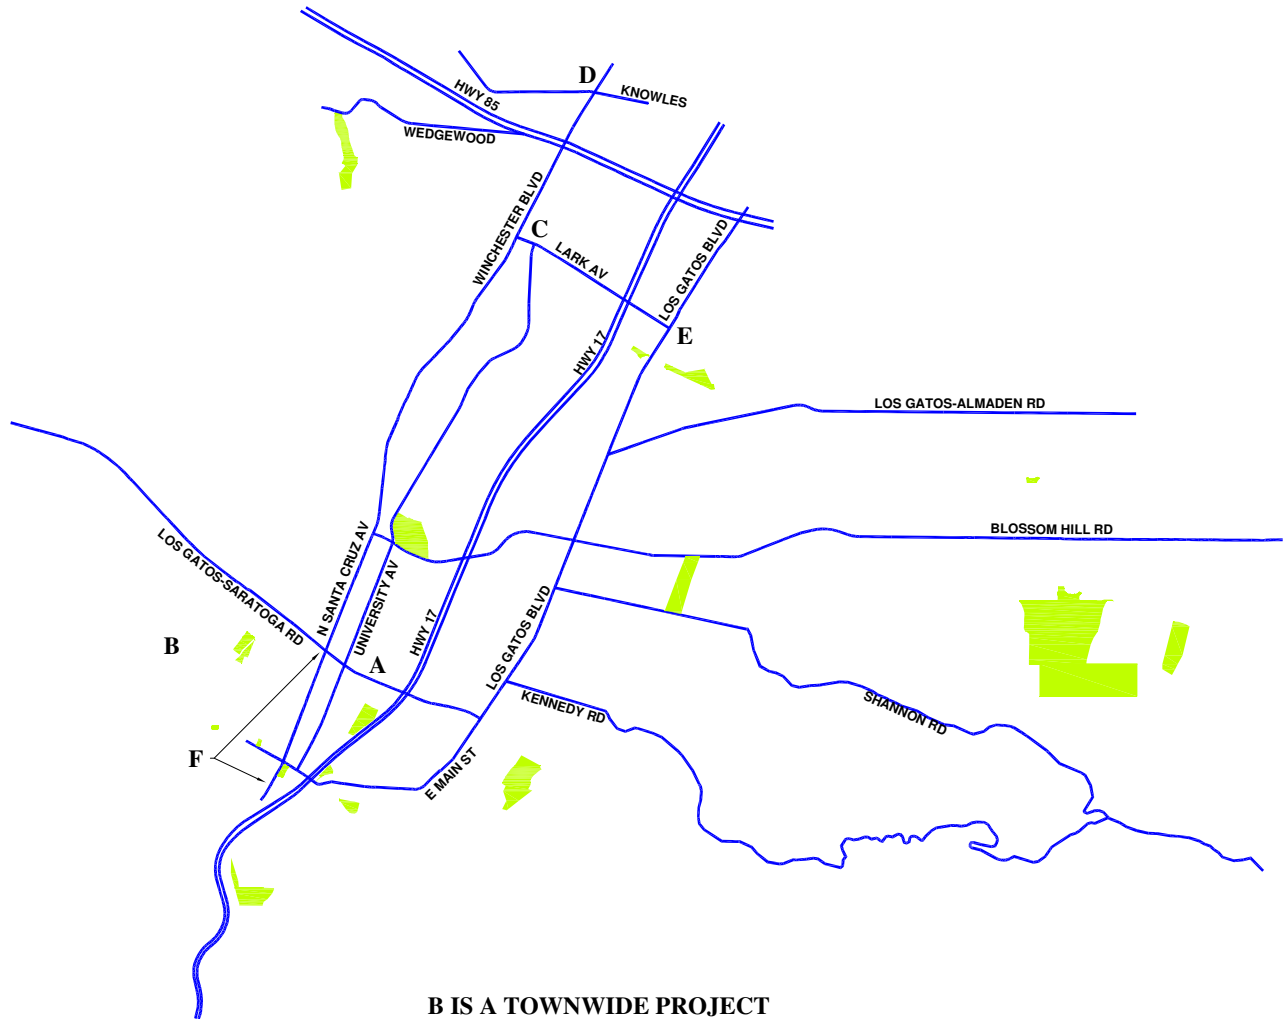 D
KNOWLES
HWY 85
WEDGEWOOD
WINCHESTER BLVD
C
LARK AV
LOS GATOS BLVD
E
HWY 17
LOS GATOS-ALMADEN RD
BLOSSOM HILL RD
LOS GATOS-SARATOGA RD
N SANTA CRUZ AV
UNIVERSITY AV
HWY 17
LOS GATOS BLVD
B
A
KENNEDY RD
SHANNON RD
F
E MAIN ST
B IS A TOWNWIDE PROJECT